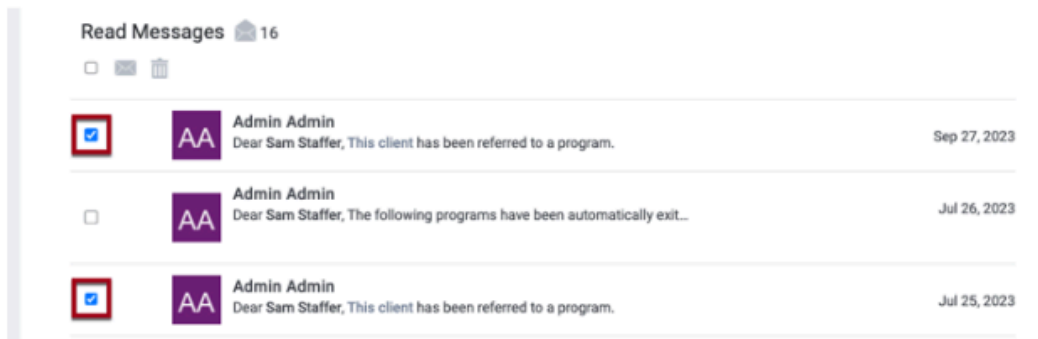 Read Messages 16
AA
Admin Admin
Dear Sam Staffer, This client has been referred to a program.
Sep 27, 2023
AA
Admin Admin
Dear Sam Staffer, The following programs have been automatically exit...
Jul 26, 2023
AA
Admin Admin
Dear Sam Staffer, This client has been referred to a program.
Jul 25, 2023